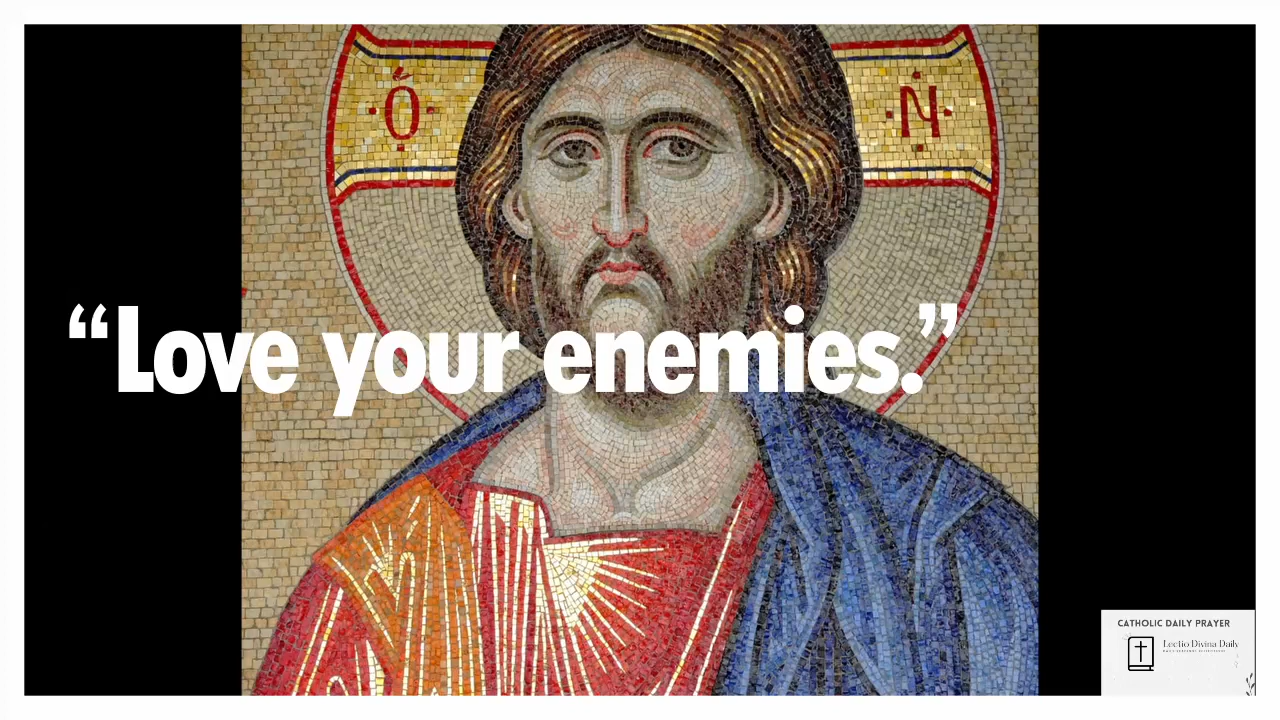 Ὁ Ν
“Love your enemies.”
CATHOLIC DAILY PRAYER
Lectio Divina Daily